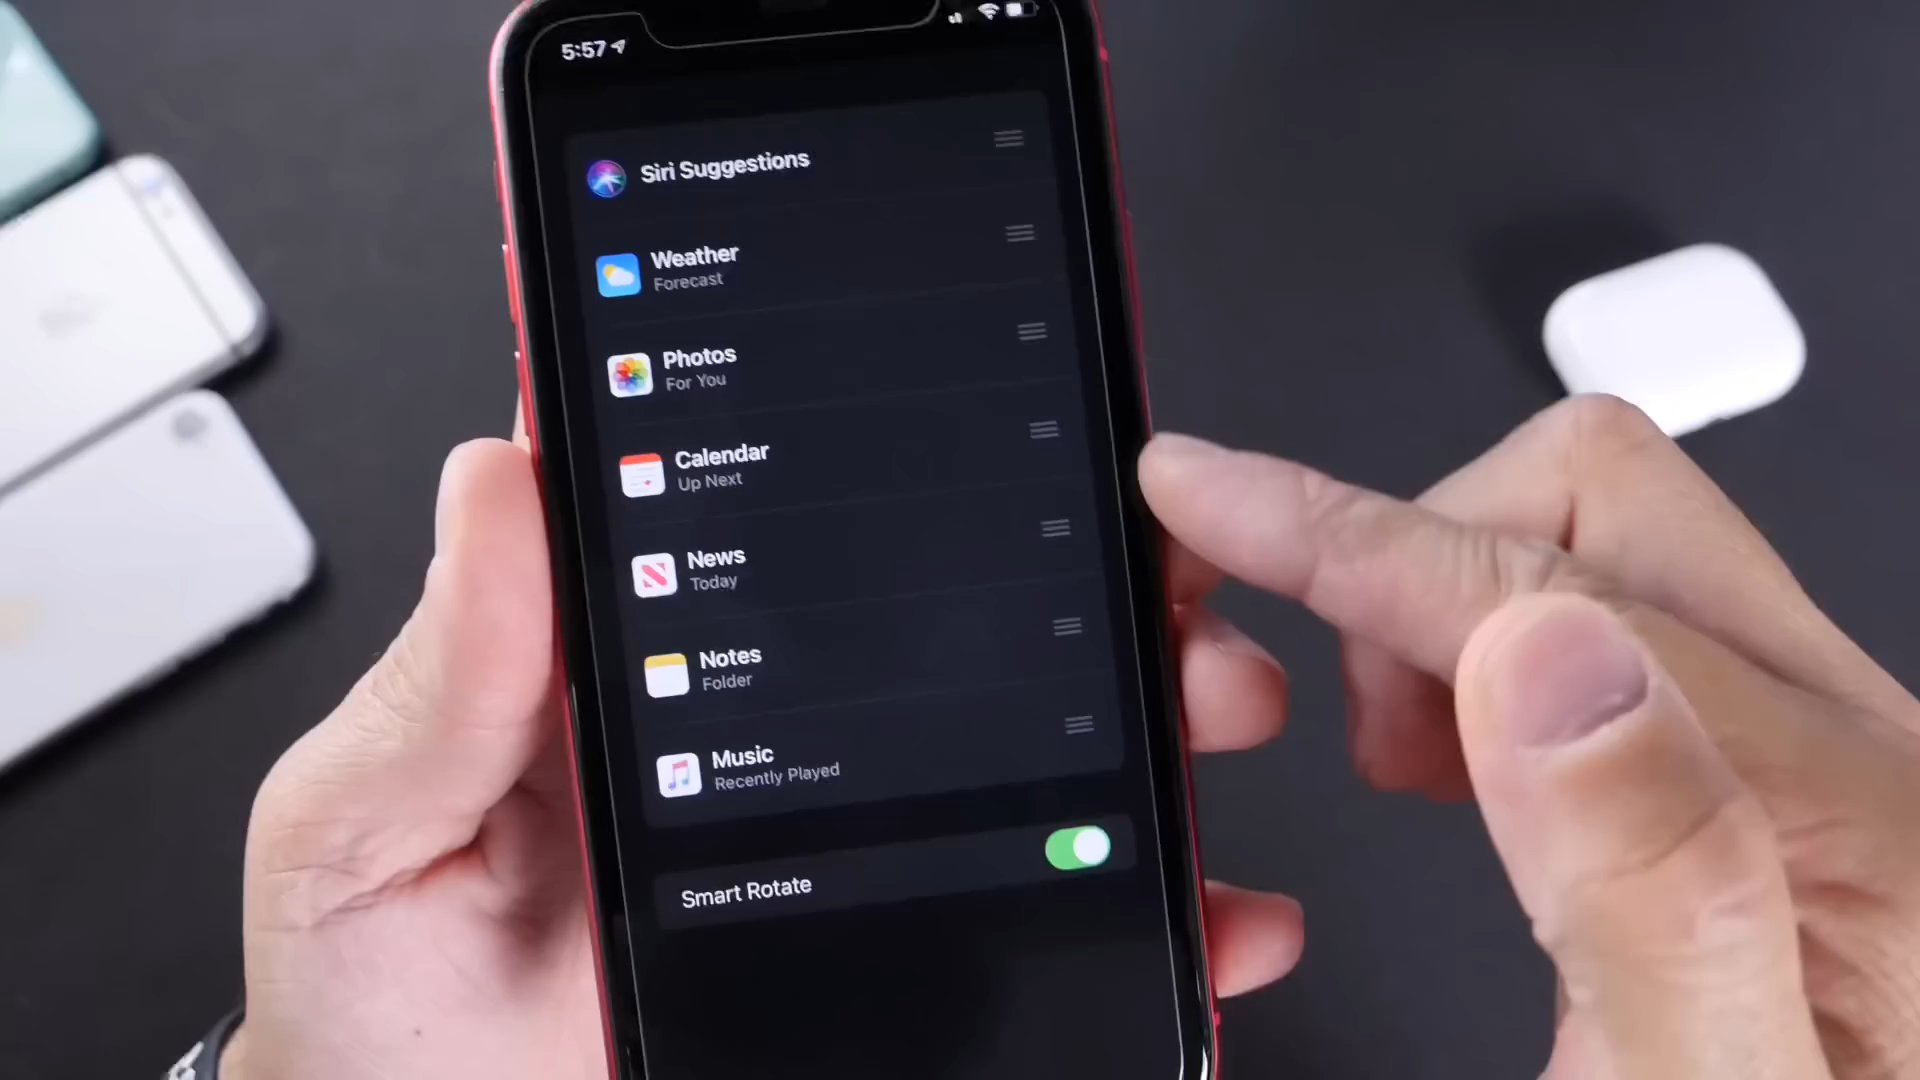 5:57
Siri Suggestions
Weather
Forecast
Photos
For You
Calendar
Up Next
News
Today
Notes
Folder
Music
Recently Played
Smart Rotate